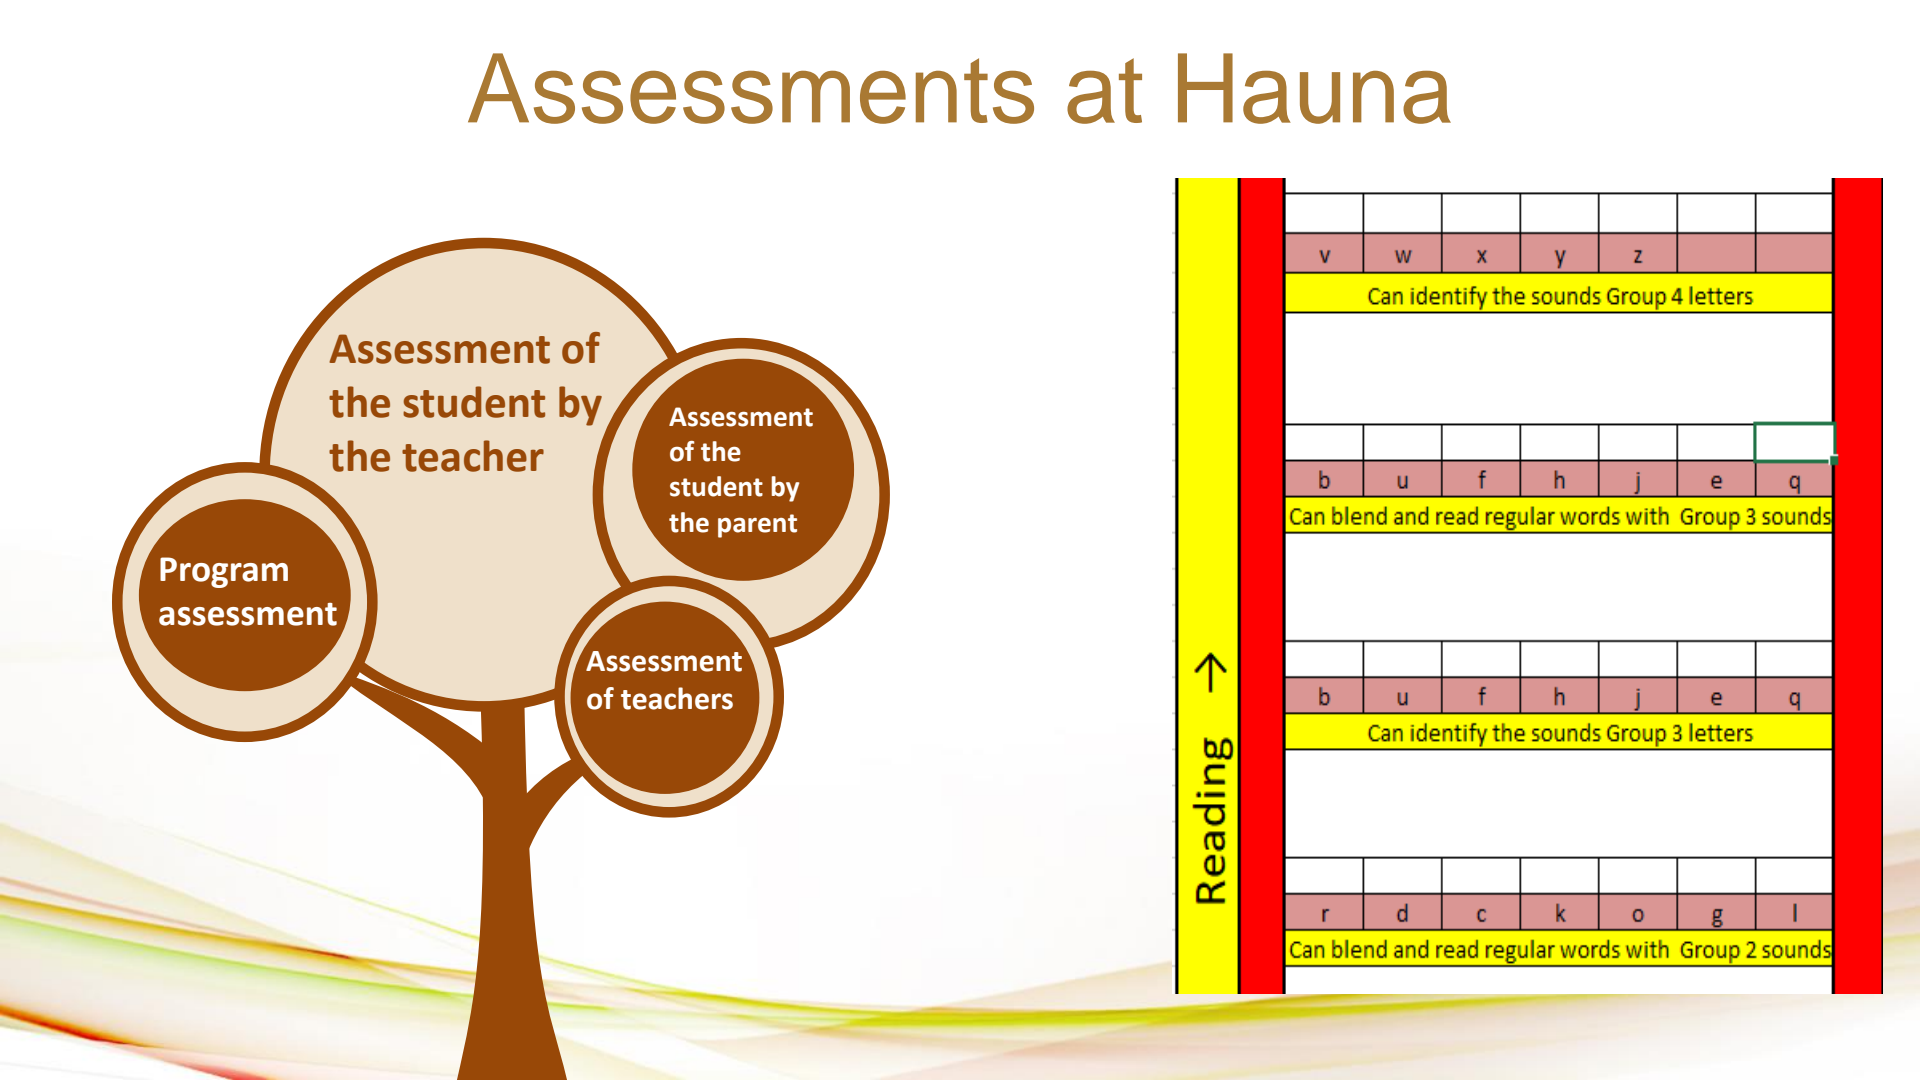 Assessments at Hauna
Assessment of
the student by
the teacher
Assessment
of the
student by
the parent
Program
assessment
Assessment
of teachers
Reading →
v w x y z
Can identify the sounds Group 4 letters
b u f h j e q
Can blend and read regular words with Group 3 sounds
b u f h j e q
Can identify the sounds Group 3 letters
r d c k o g l
Can blend and read regular words with Group 2 sounds